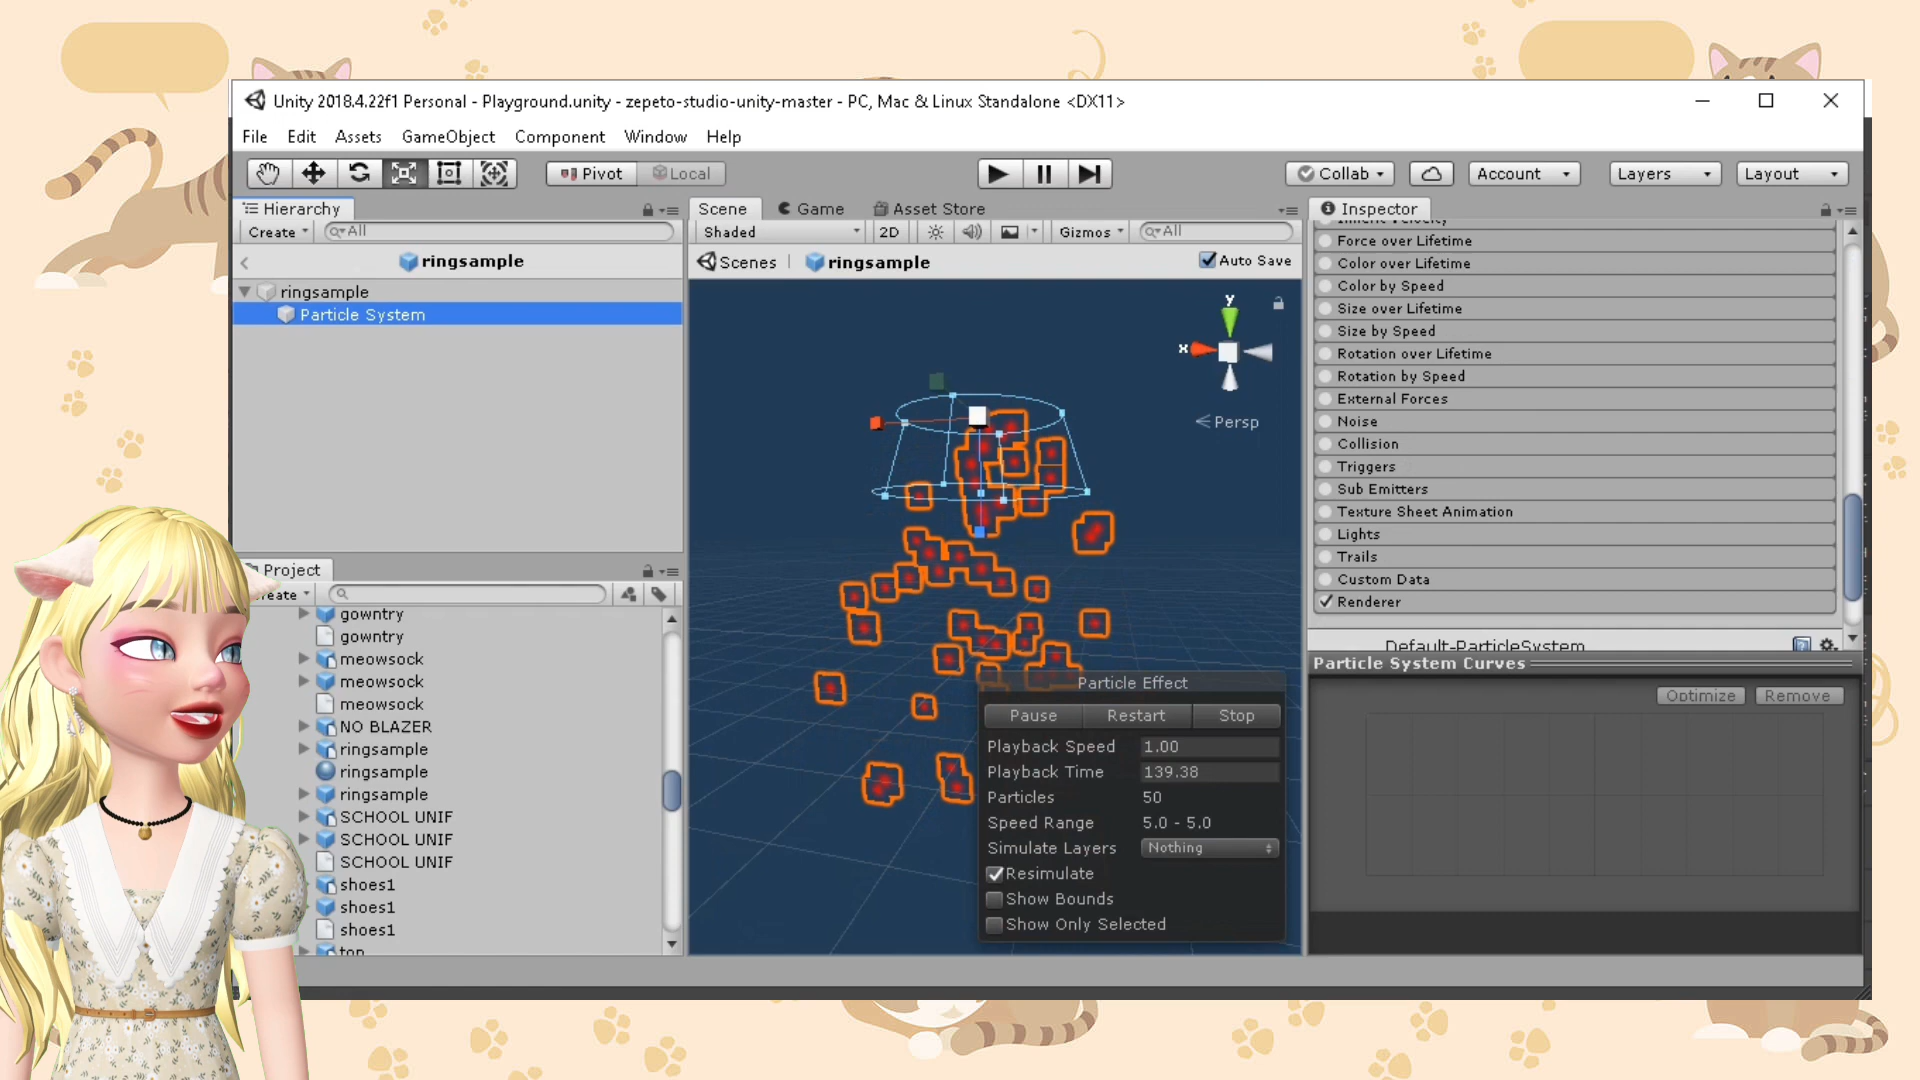 Unity 2018.4.22f1 Personal - Playground.unity - zepeto-studio-unity-master - PC, Mac & Linux Standalone <DX11>
File Edit Assets GameObject Component Window Help
Pivot Local Collab Account Layers Layout
Hierarchy
Create All
ringsample
ringsample
Particle System
Project
gowntry
gowntry
meowsock
meowsock
meowsock
NO BLAZER
ringsample
ringsample
ringsample
SCHOOL UNIF
SCHOOL UNIF
SCHOOL UNIF
shoes1
shoes1
shoes1
top
Scene Game Asset Store
Shaded 2D Gizmos All
Scenes ringsample Auto Save
y
x
Persp
Particle Effect
Pause Restart Stop
Playback Speed 1.00
Playback Time 139.38
Particles 50
Speed Range 5.0 - 5.0
Simulate Layers Nothing
Resimulate
Show Bounds
Show Only Selected
Inspector
Force over Lifetime
Color over Lifetime
Color by Speed
Size over Lifetime
Size by Speed
Rotation over Lifetime
Rotation by Speed
External Forces
Noise
Collision
Triggers
Sub Emitters
Texture Sheet Animation
Lights
Trails
Custom Data
Renderer
Default-ParticleSystem
Particle System Curves
Optimize Remove